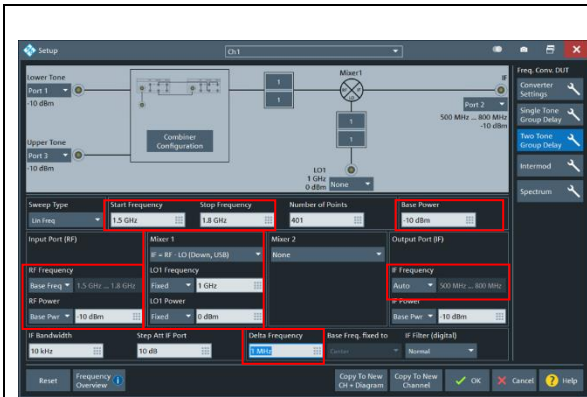 Setup
Ch1
Lower Tone
Port 1
-10 dBm
Upper Tone
Port 3
-10 dBm
Combiner
Configuration
1
1
1
1
Mixer1
RF
IF
LO
IF
Port 2
500 MHz ... 800 MHz
-10 dBm
LO1
1 GHz
0 dBm
None
Freq. Conv. DUT
Converter
Settings
Single Tone
Group Delay
Two Tone
Group Delay
Intermod
Spectrum
Sweep Type
Start Frequency
Stop Frequency
Number of Points
Base Power
Lin Freq
1.5 GHz
1.8 GHz
401
-10 dBm
Input Port (RF)
Mixer 1
Mixer 2
Output Port (IF)
IF = RF - LO (Down, USB)
None
RF Frequency
LO1 Frequency
IF Frequency
Base Freq
1.5 GHz ... 1.8 GHz
Fixed
1 GHz
Auto
500 MHz ... 800 MHz
RF Power
LO1 Power
IF Power
Base Pwr
-10 dBm
Fixed
0 dBm
Base Pwr
-10 dBm
IF Bandwidth
Step Att IF Port
Delta Frequency
Base Freq. fixed to
IF Filter (digital)
10 kHz
10 dB
1 MHz
Center
Normal
Reset
Frequency
Overview
Copy To New
CH + Diagram
Copy To New
Channel
OK
Cancel
Help